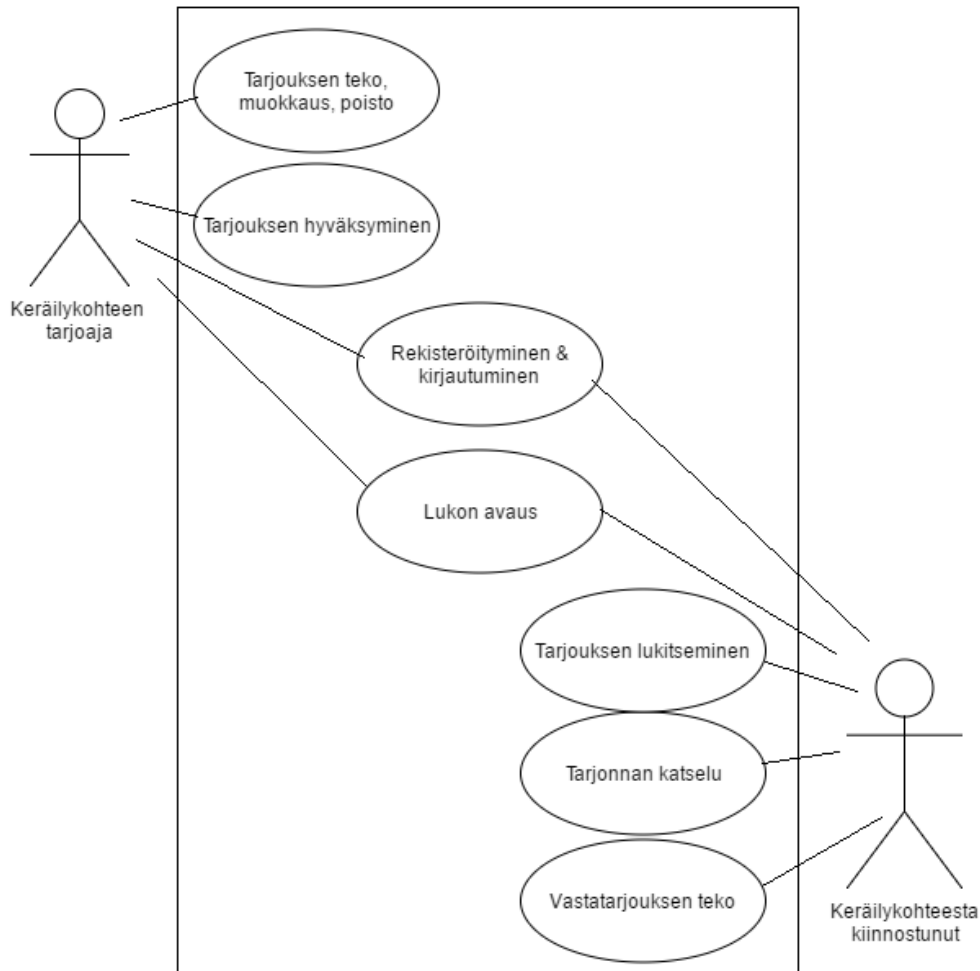 Tarjouksen teko,
muokkaus, poisto
Tarjouksen hyväksyminen
Keräilykohteen
tarjoaja
Rekisteröityminen &
kirjautuminen
Lukon avaus
Tarjouksen lukitseminen
Tarjonnan katselu
Vastatarjouksen teko
Keräilykohteesta
kiinnostunut